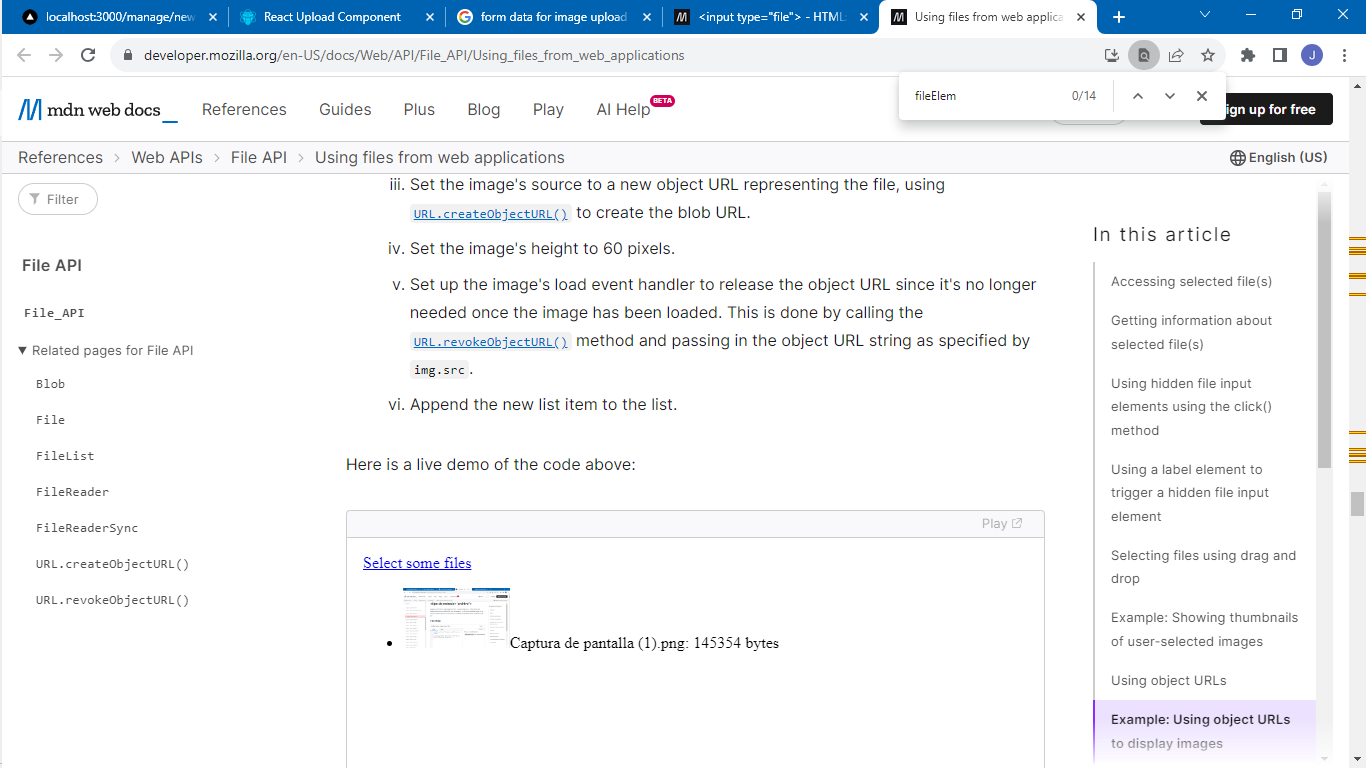 localhost:3000/manage/new
React Upload Component
form data for image upload
<input type="file"> - HTML
Using files from web applica
developer.mozilla.org/en-US/docs/Web/API/File_API/Using_files_from_web_applications
J
fileElem
0/14
mdn web docs
References
Guides
Plus
Blog
Play
AI Help
BETA
ign up for free
References
Web APIs
File API
Using files from web applications
English (US)
Filter
File API
File_API
Related pages for File API
Blob
File
FileList
FileReader
FileReaderSync
URL.createObjectURL()
URL.revokeObjectURL()
iii. Set the image's source to a new object URL representing the file, using
URL.createObjectURL() to create the blob URL.
iv. Set the image's height to 60 pixels.
v. Set up the image's load event handler to release the object URL since it's no longer
needed once the image has been loaded. This is done by calling the
URL.revokeObjectURL() method and passing in the object URL string as specified by
img.src.
vi. Append the new list item to the list.
Here is a live demo of the code above:
Play
Select some files
Captura de pantalla (1).png: 145354 bytes
In this article
Accessing selected file(s)
Getting information about
selected file(s)
Using hidden file input
elements using the click()
method
Using a label element to
trigger a hidden file input
element
Selecting files using drag and
drop
Example: Showing thumbnails
of user-selected images
Using object URLs
Example: Using object URLs
to display images